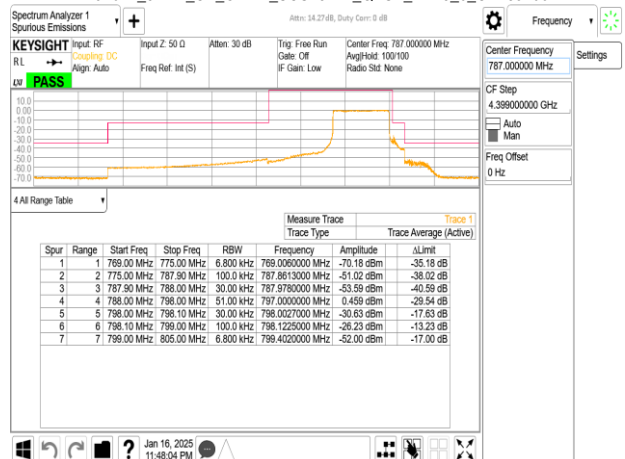 Spectrum Analyzer 1
Spurious Emissions
Attn: 14.27dB, Duty Corr: 0 dB
Frequency
KEYSIGHT
RL
LXI
PASS
Input: RF
Coupling: DC
Align: Auto
Input Z: 50 Ω
Freq Ref: Int (S)
Atten: 30 dB
Trig: Free Run
Gate: Off
IF Gain: Low
Center Freq: 787.000000 MHz
Avg|Hold: 100/100
Radio Std: None
Center Frequency
787.000000 MHz
Settings
CF Step
4.399000000 GHz
Auto
Man
Freq Offset
0 Hz
10.0
0.00
-10.0
-20.0
-30.0
-40.0
-50.0
-60.0
-70.0
4 All Range Table
Measure Trace Trace 1
Trace Type Trace Average (Active)
Spur Range Start Freq Stop Freq RBW Frequency Amplitude ΔLimit
1 1 769.00 MHz 775.00 MHz 6.800 kHz 769.0060000 MHz -70.18 dBm -35.18 dB
2 2 775.00 MHz 787.90 MHz 100.0 kHz 787.8613000 MHz -51.02 dBm -38.02 dB
3 3 787.90 MHz 788.00 MHz 30.00 kHz 787.9780000 MHz -53.59 dBm -40.59 dB
4 4 788.00 MHz 798.00 MHz 51.00 kHz 797.0000000 MHz 0.459 dBm -29.54 dB
5 5 798.00 MHz 798.10 MHz 30.00 kHz 798.0027000 MHz -30.63 dBm -17.63 dB
6 6 798.10 MHz 799.00 MHz 100.0 kHz 798.1225000 MHz -26.23 dBm -13.23 dB
7 7 799.00 MHz 805.00 MHz 6.800 kHz 799.4020000 MHz -52.00 dBm -17.00 dB
Jan 16, 2025
11:48:04 PM